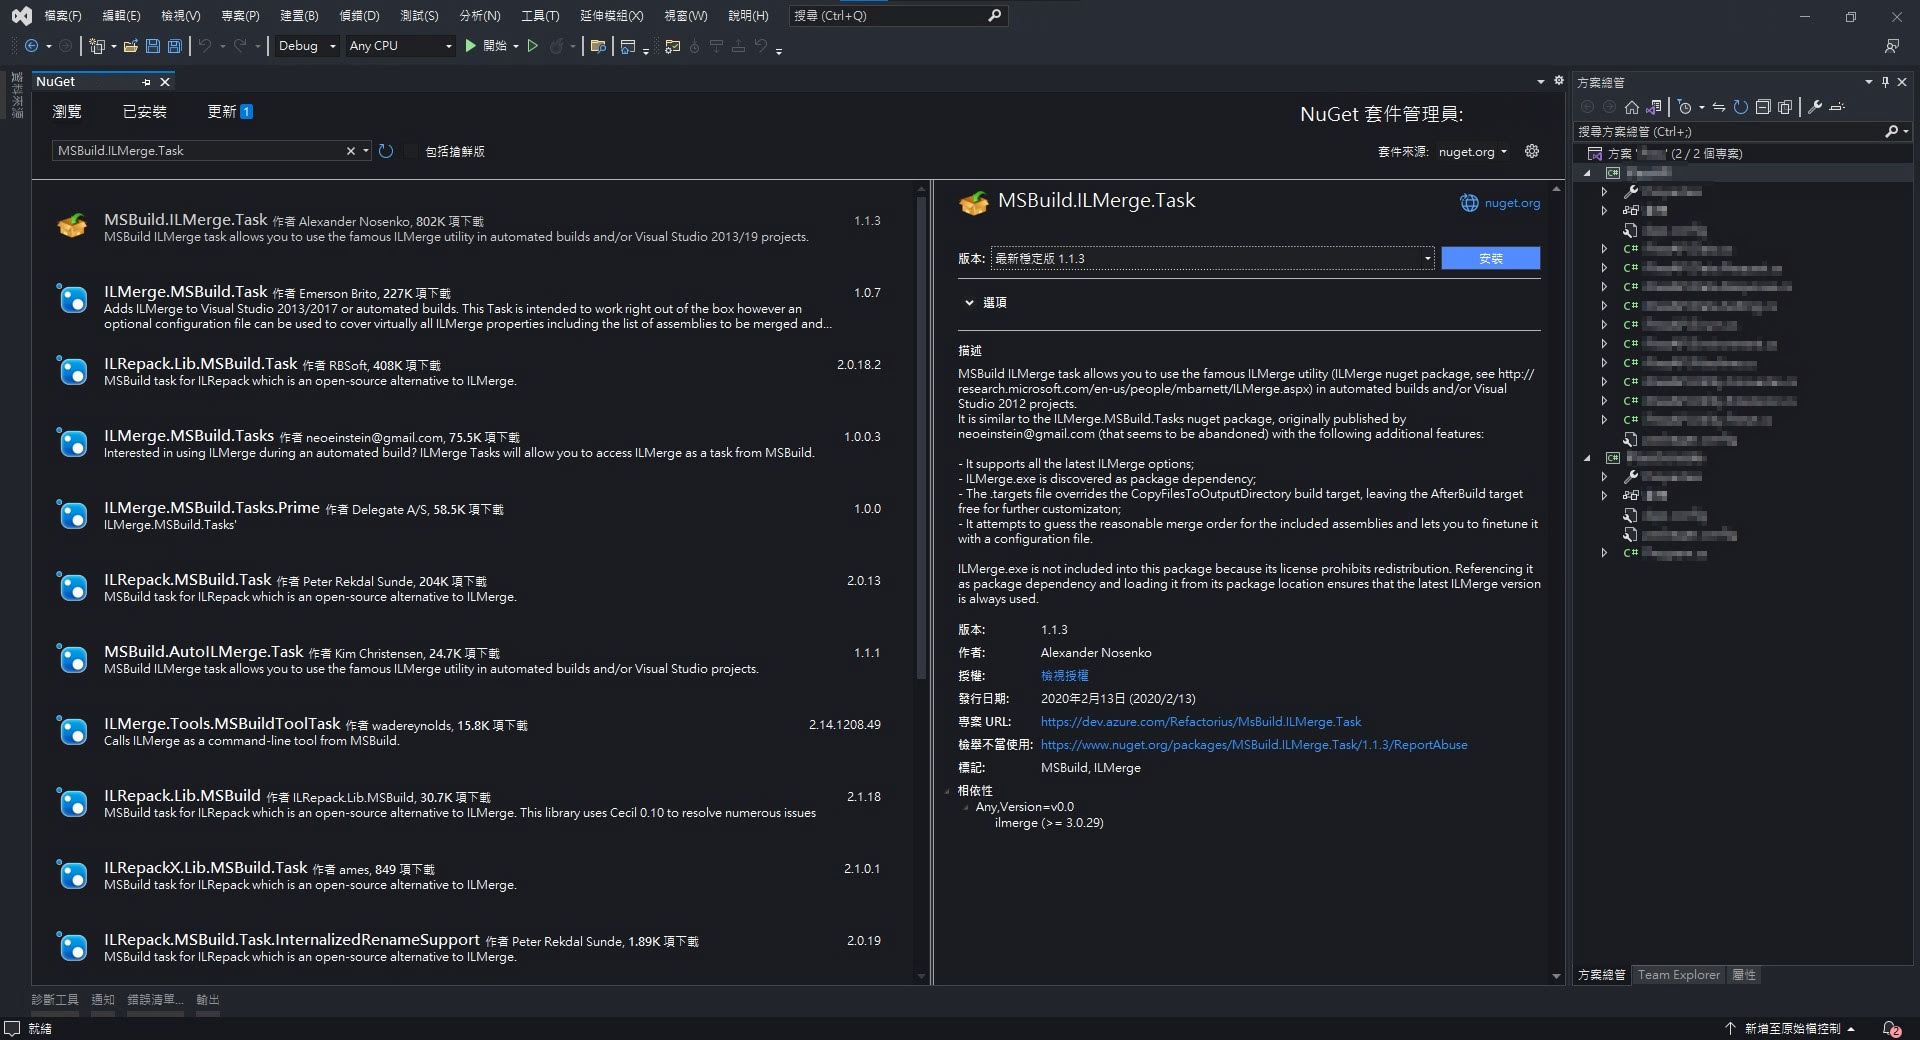 檔案(F) 編輯(E) 檢視(V) 專案(P) 建置(B) 偵錯(D) 測試(S) 分析(N) 工具(T) 延伸模組(X) 視窗(W) 說明(H) 搜尋 (Ctrl+Q)
Debug Any CPU 開始
資料來源
NuGet
瀏覽 已安裝 更新 1
NuGet 套件管理員:
MSBuild.ILMerge.Task 包括搶鮮版
套件來源: nuget.org
MSBuild.ILMerge.Task 作者 Alexander Nosenko, 802K 項下載 1.1.3
MSBuild ILMerge task allows you to use the famous ILMerge utility in automated builds and/or Visual Studio 2013/19 projects.
ILMerge.MSBuild.Task 作者 Emerson Brito, 227K 項下載 1.0.7
Adds ILMerge to Visual Studio 2013/2017 or automated builds. This Task is intended to work right out of the box however an
optional configuration file can be used to cover virtually all ILMerge properties including the list of assemblies to be merged and...
ILRepack.Lib.MSBuild.Task 作者 RBSoft, 408K 項下載 2.0.18.2
MSBuild task for ILRepack which is an open-source alternative to ILMerge.
ILMerge.MSBuild.Tasks 作者 neoeinstein@gmail.com, 75.5K 項下載 1.0.0.3
Interested in using ILMerge during an automated build? ILMerge Tasks will allow you to access ILMerge as a task from MSBuild.
ILMerge.MSBuild.Tasks.Prime 作者 Delegate A/S, 58.5K 項下載 1.0.0
ILMerge.MSBuild.Tasks'
ILRepack.MSBuild.Task 作者 Peter Rekdal Sunde, 204K 項下載 2.0.13
MSBuild task for ILRepack which is an open-source alternative to ILMerge.
MSBuild.AutoILMerge.Task 作者 Kim Christensen, 24.7K 項下載 1.1.1
MSBuild ILMerge task allows you to use the famous ILMerge utility in automated builds and/or Visual Studio projects.
ILMerge.Tools.MSBuildToolTask 作者 wadereynolds, 15.8K 項下載 2.14.1208.49
Calls ILMerge as a command-line tool from MSBuild.
ILRepack.Lib.MSBuild 作者 ILRepack.Lib.MSBuild, 30.7K 項下載 2.1.18
MSBuild task for ILRepack which is an open-source alternative to ILMerge. This library uses Cecil 0.10 to resolve numerous issues
ILRepackX.Lib.MSBuild.Task 作者 ames, 849 項下載 2.1.0.1
MSBuild task for ILRepack which is an open-source alternative to ILMerge.
ILRepack.MSBuild.Task.InternalizedRenameSupport 作者 Peter Rekdal Sunde, 1.89K 項下載 2.0.19
MSBuild task for ILRepack which is an open-source alternative to ILMerge.
MSBuild.ILMerge.Task nuget.org
版本: 最新穩定版 1.1.3 安裝
選項
描述
MSBuild ILMerge task allows you to use the famous ILMerge utility (ILMerge nuget package, see http://
research.microsoft.com/en-us/people/mbarnett/ILMerge.aspx) in automated builds and/or Visual
Studio 2012 projects.
It is similar to the ILMerge.MSBuild.Tasks nuget package, originally published by
neoeinstein@gmail.com (that seems to be abandoned) with the following additional features:
- It supports all the latest ILMerge options;
- ILMerge.exe is discovered as package dependency;
- The .targets file overrides the CopyFilesToOutputDirectory build target, leaving the AfterBuild target
free for further customizaton;
- It attempts to guess the reasonable merge order for the included assemblies and lets you to finetune it
with a configuration file.
ILMerge.exe is not included into this package because its license prohibits redistribution. Referencing it
as package dependency and loading it from its package location ensures that the latest ILMerge version
is always used.
版本: 1.1.3
作者: Alexander Nosenko
授權: 檢視授權
發行日期: 2020年2月13日 (2020/2/13)
專案 URL: https://dev.azure.com/Refactorius/MsBuild.ILMerge.Task
檢舉不當使用: https://www.nuget.org/packages/MSBuild.ILMerge.Task/1.1.3/ReportAbuse
標記: MSBuild, ILMerge
相依性
Any,Version=v0.0
ilmerge (>= 3.0.29)
方案總管
搜尋方案總管 (Ctrl+;)
方案 ' ' (2 / 2 個專案)
C#
C#
C#
C#
C#
C#
C#
C#
C#
C#
C#
C#
C#
方案總管 Team Explorer 屬性
診斷工具 通知 錯誤清單... 輸出
就緒
新增至原始檔控制 2